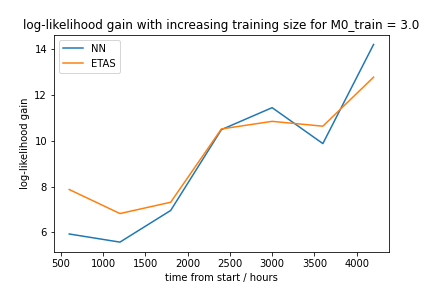 log-likelihood gain with increasing training size for M0_train = 3.0
NN
ETAS
log-likelihood gain
14
12
10
8
6
500 1000 1500 2000 2500 3000 3500 4000
time from start / hours